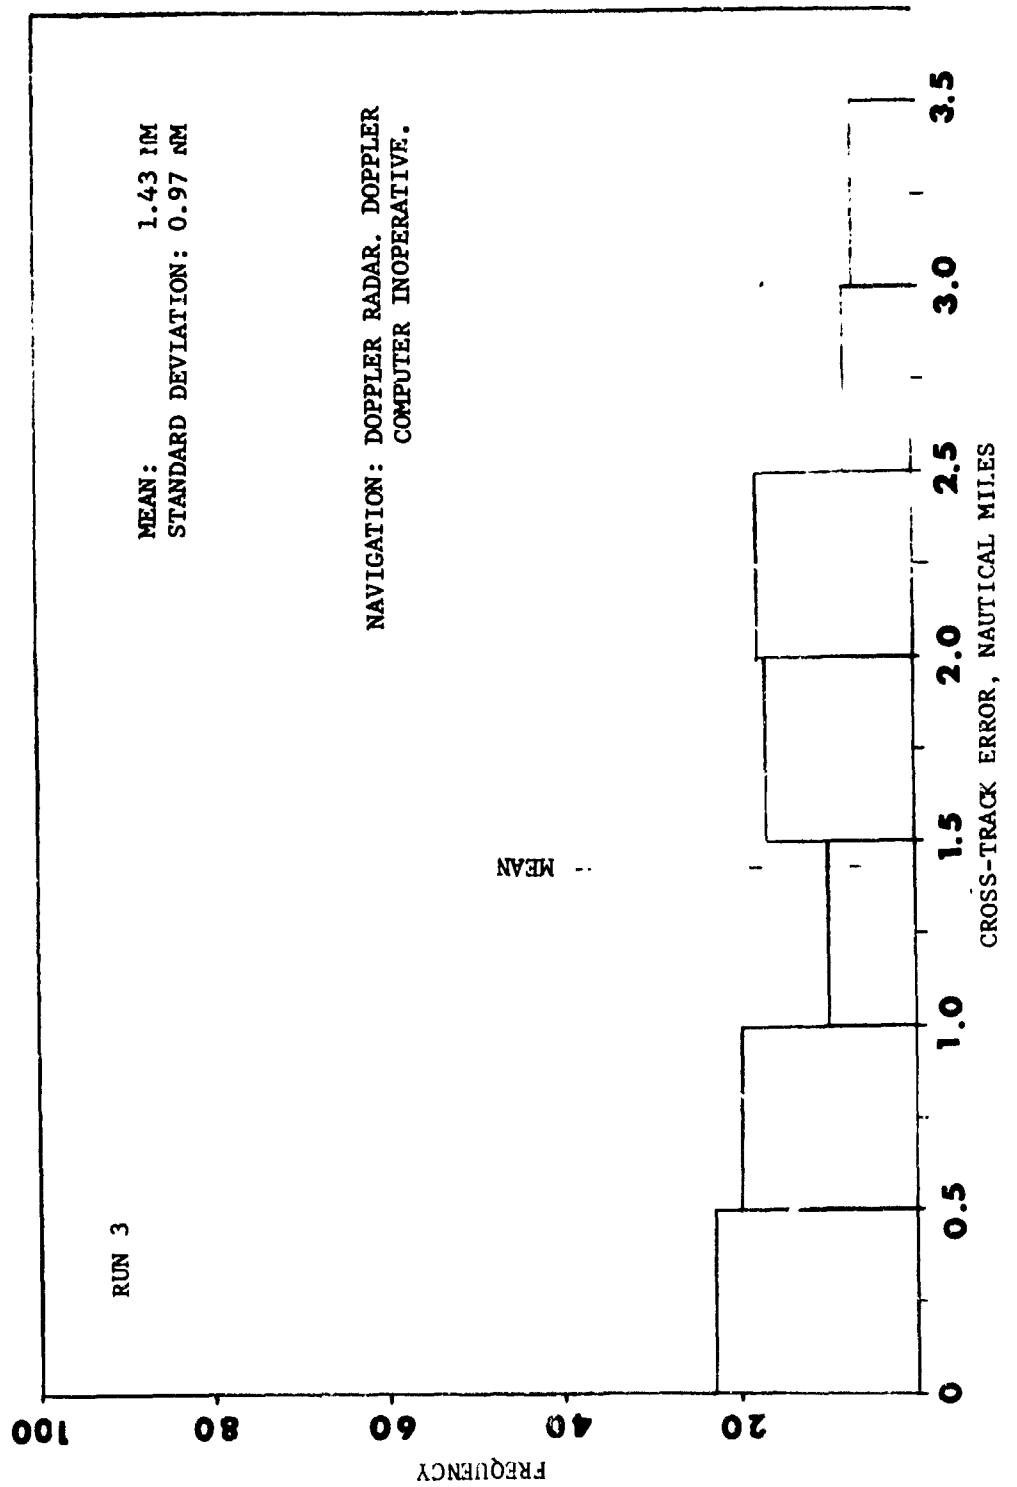 RUN 3
MEAN: 1.43 NM
STANDARD DEVIATION: 0.97 NM
NAVIGATION: DOPPLER RADAR. DOPPLER
COMPUTER INOPERATIVE.
MEAN
FREQUENCY
100
80
60
40
20
0
0.5
1.0
1.5
2.0
2.5
3.0
3.5
CROSS-TRACK ERROR, NAUTICAL MILES